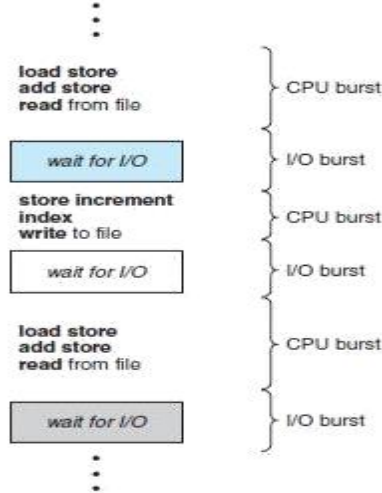 load store
add store
read from file
CPU burst
wait for I/O
I/O burst
store increment
index
write to file
CPU burst
wait for I/O
I/O burst
load store
add store
read from file
CPU burst
wait for I/O
I/O burst